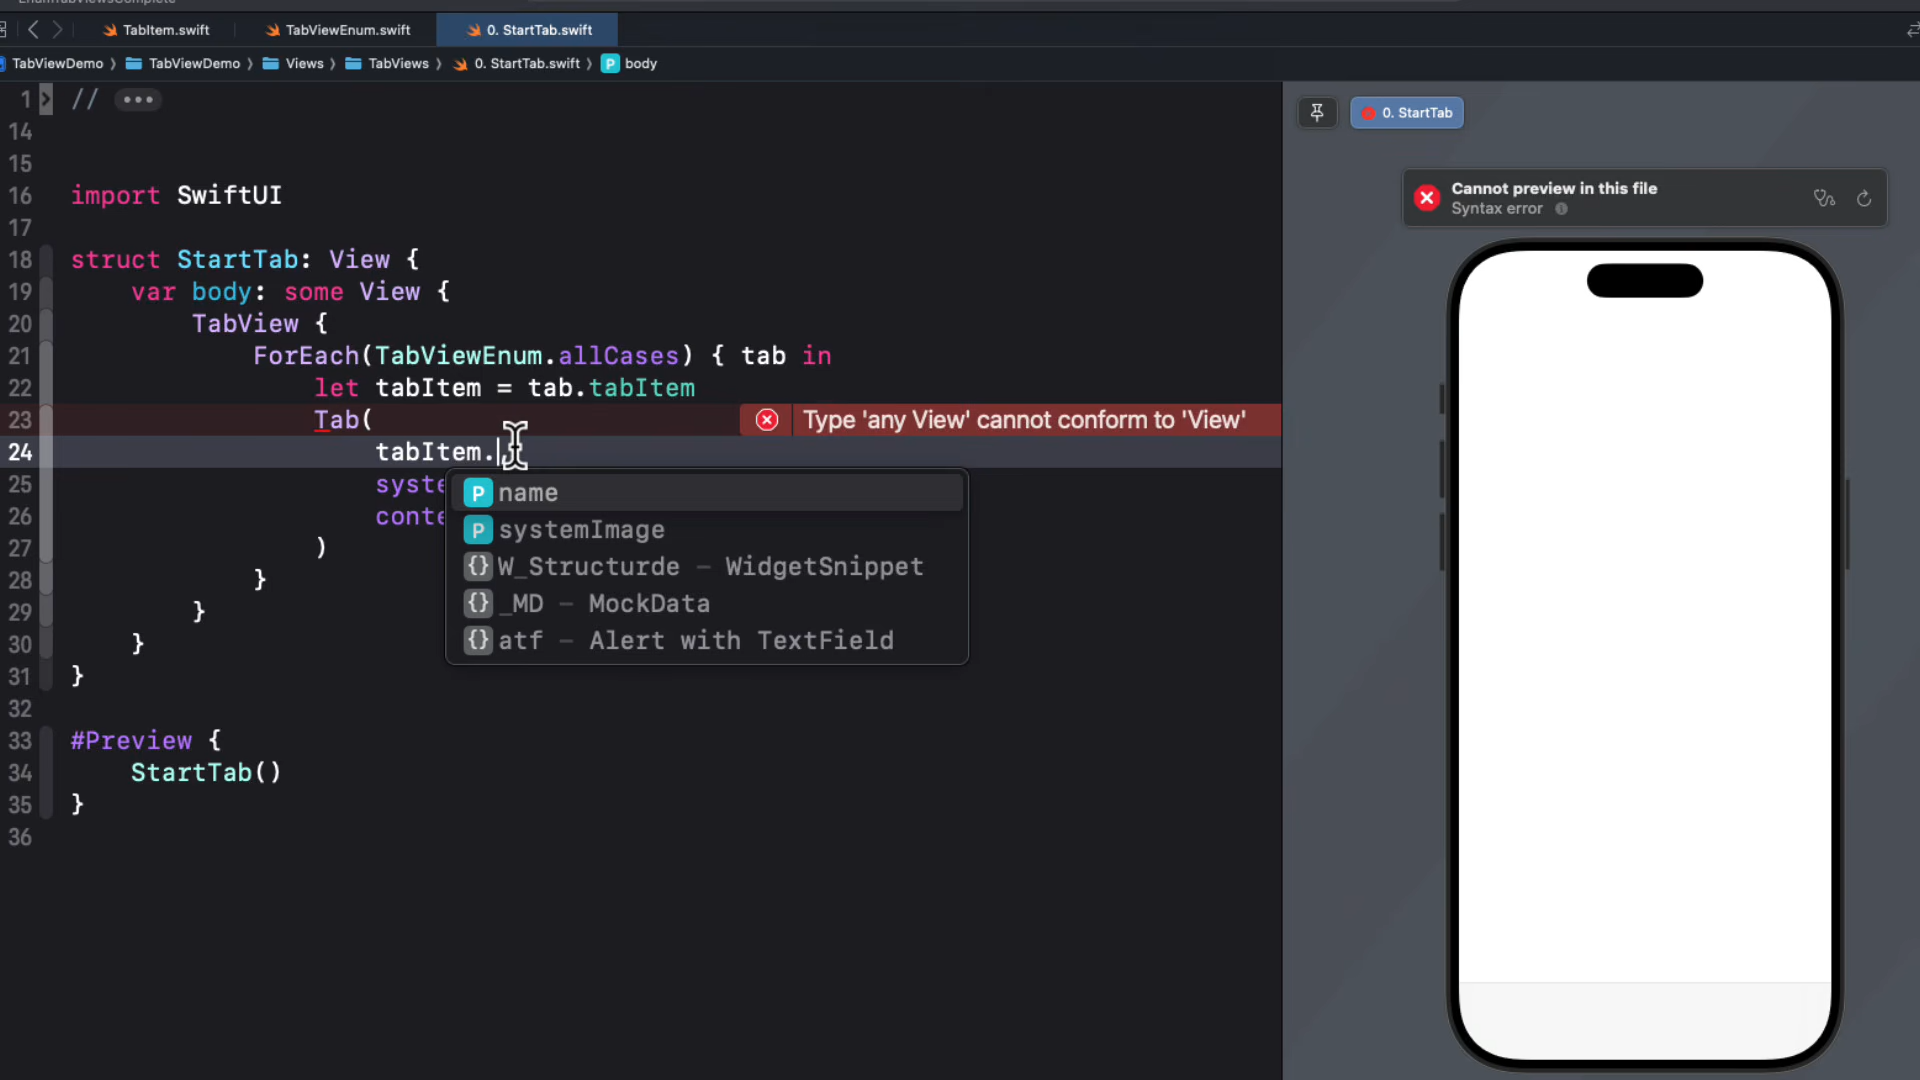 EnumTabViewsComplete
TabItem.swift
TabViewEnum.swift
0. StartTab.swift
TabViewDemo
TabViewDemo
Views
TabViews
0. StartTab.swift
P body
1 // •••
14
15
16 import SwiftUI
17
18 struct StartTab: View {
19 var body: some View {
20 TabView {
21 ForEach(TabViewEnum.allCases) { tab in
22 let tabItem = tab.tabItem
23 Tab(
Type 'any View' cannot conform to 'View'
24 tabItem.,
25 syste
26 conte
27 )
28 }
29 }
30 }
31 }
32
33 #Preview {
34 StartTab()
35 }
36
P name
P systemImage
{} W_Structurde – WidgetSnippet
{} _MD – MockData
{} atf – Alert with TextField
0. StartTab
Cannot preview in this file
Syntax error